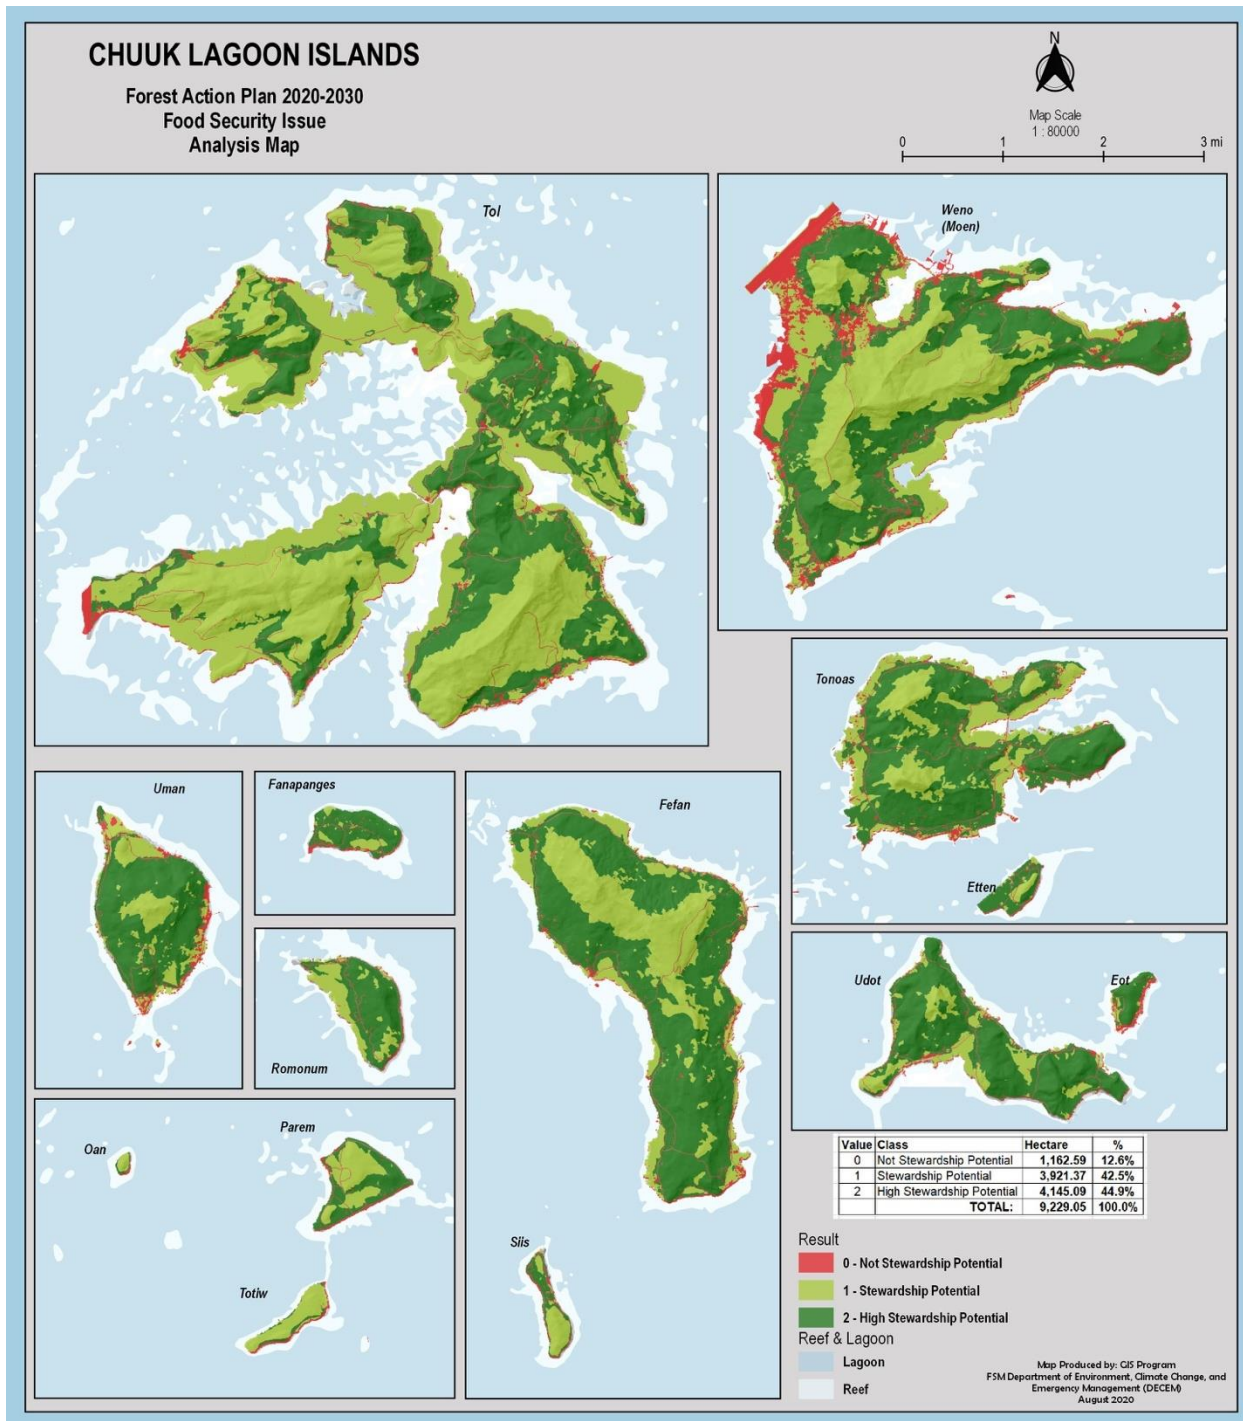 CHUUK LAGOON ISLANDS
Forest Action Plan 2020-2030
Food Security Issue
Analysis Map
N
Map Scale
1 : 80000
0 1 2 3 mi
Tol
Weno
(Moen)
Tonoas
Etten
Uman
Fanapanges
Fefan
Romonum
Udot
Eot
Oan
Parem
Totiw
Siis
Value Class Hectare %
0 Not Stewardship Potential 1,162.59 12.6%
1 Stewardship Potential 3,921.37 42.5%
2 High Stewardship Potential 4,145.09 44.9%
TOTAL: 9,229.05 100.0%
Result
0 - Not Stewardship Potential
1 - Stewardship Potential
2 - High Stewardship Potential
Reef & Lagoon
Lagoon
Reef
Map Produced by: GIS Program
FSM Department of Environment, Climate Change, and
Emergency Management (DECEM)
August 2020